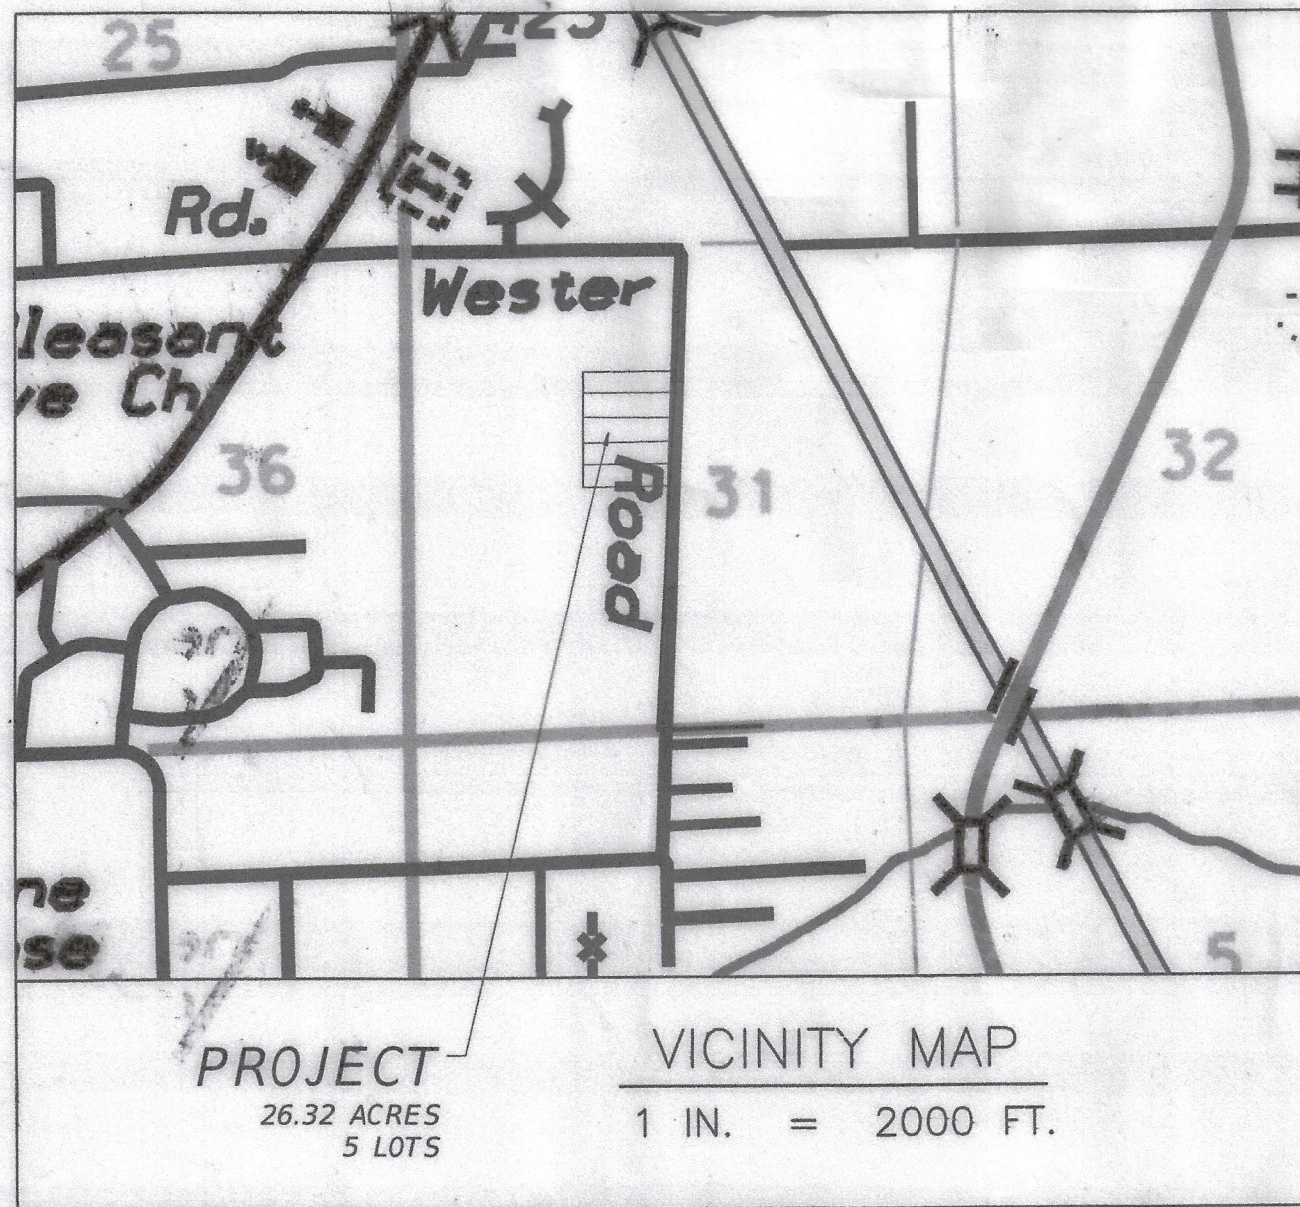 25
A23
Rd.
Wester
leasant
ve Ch
36
31
32
Road
ne
se
5
PROJECT
26.32 ACRES
5 LOTS
VICINITY MAP
1 IN. = 2000 FT.